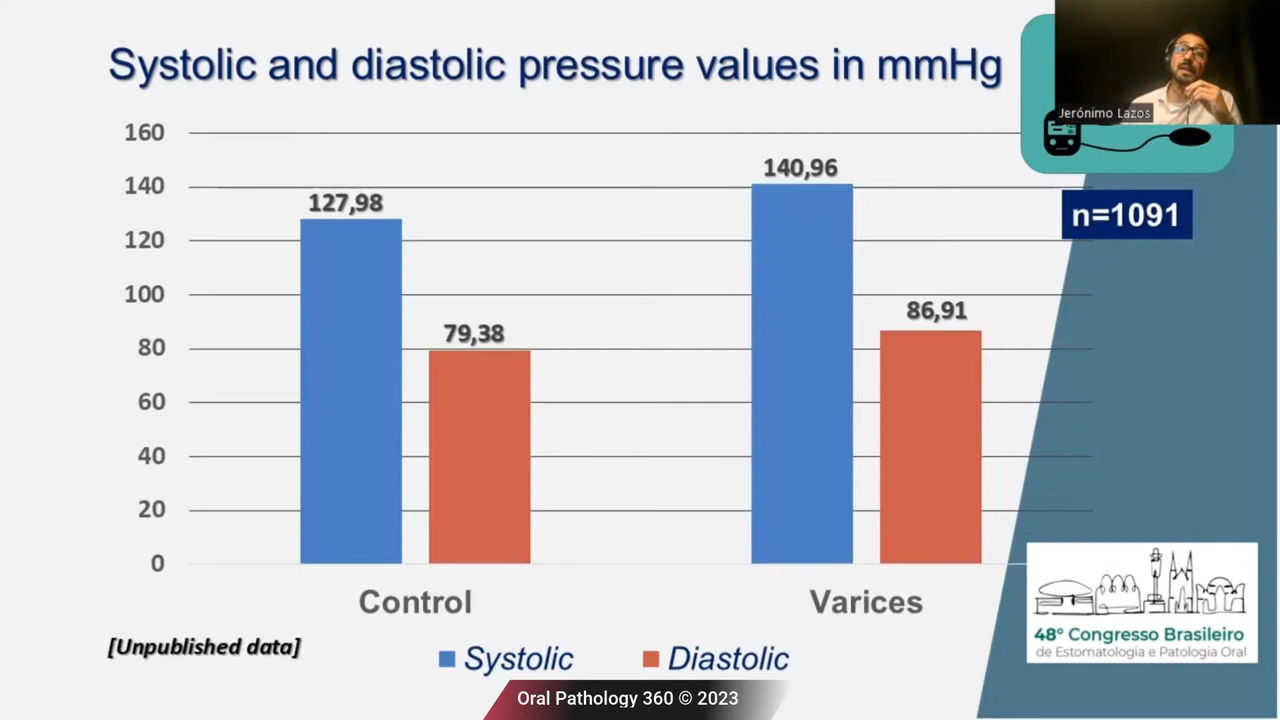 Systolic and diastolic pressure values in mmHg
Jerónimo Lazos
n=1091
160
140
120
100
80
60
40
20
0
127,98
79,38
140,96
86,91
Control
Varices
[Unpublished data]
Systolic
Diastolic
48° Congresso Brasileiro
de Estomatologia e Patologia Oral
Oral Pathology 360 © 2023